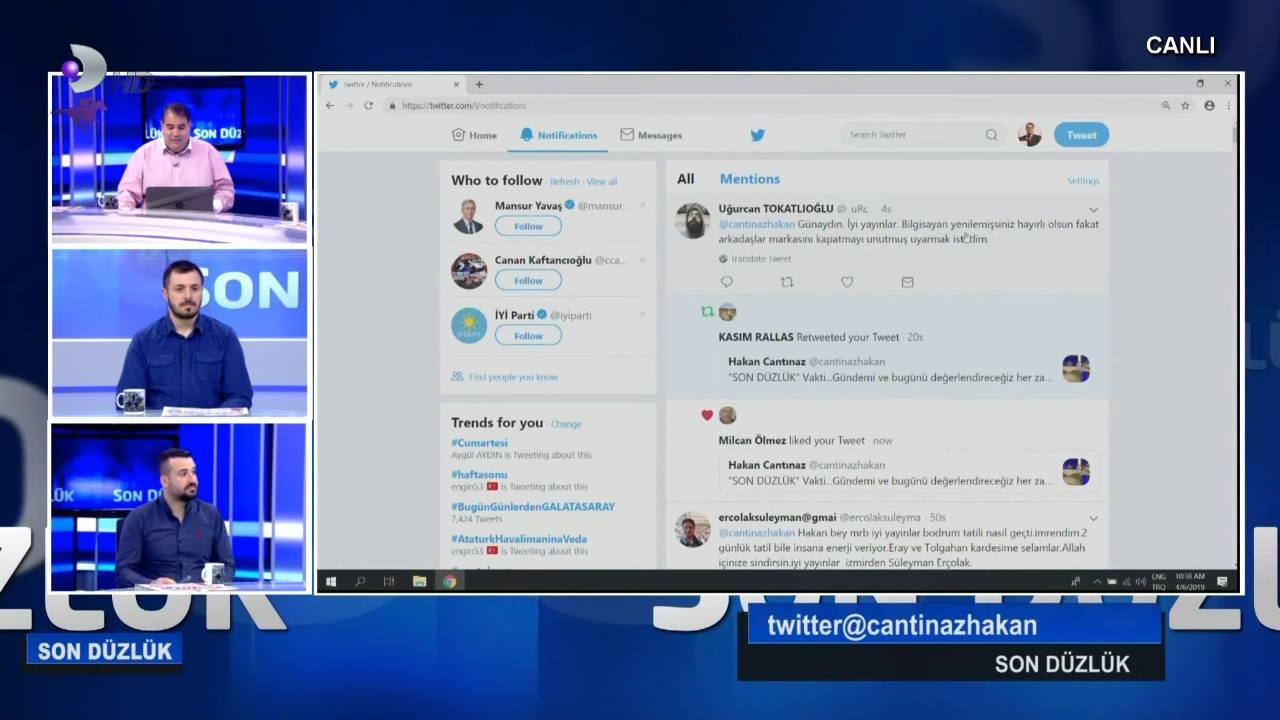 CANLI
HD
SON DÜZLÜK
SON
SON DÜ
Twitter / Notifications
https://twitter.com/i/notifications
Home
Notifications
Messages
Search Twitter
Tweet
Who to follow · Refresh · View all
Mansur Yavaş @mansur...
Follow
Canan Kaftancıoğlu @cca...
Follow
İYİ Parti @iyiparti
Follow
Find people you know
Trends for you · Change
#Cumartesi
Aygül AYDIN is Tweeting about this
#haftasonu
engin53 is Tweeting about this
#BugünGünlerdenGALATASARAY
7,424 Tweets
#AtaturkHavalimaninaVeda
engin53 is Tweeting about this
All
Mentions
Settings
Uğurcan TOKATLIOĞLU @_uRc_ · 4s
@cantinazhakan Günaydın. İyi yayınlar. Bilgisayarı yenilemişsiniz hayırlı olsun fakat
arkadaşlar markasını kapatmayı unutmuş uyarmak istedim.
Translate Tweet
KASIM RALLAS Retweeted your Tweet · 20s
Hakan Cantınaz @cantinazhakan
"SON DÜZLÜK" Vakti...Gündemi ve bugünü değerlendireceğiz her za...
Milcan Ölmez liked your Tweet · now
Hakan Cantınaz @cantinazhakan
"SON DÜZLÜK" Vakti...Gündemi ve bugünü değerlendireceğiz her za...
ercolaksuleyman@gmai @ercolaksuleyma · 50s
@cantinazhakan Hakan bey mrb iyi yayınlar.bodrum tatili nasıl geçti.imrendim.2
günlük tatil bile insana enerji veriyor.Eray ve Tolgahan kardesime selamlar.Allah
içinize sindirsin.iyi yayınlar izmirden Süleyman Erçolak.
ENG
TRQ
10:38 AM
4/6/2019
twitter@cantinazhakan
SON DÜZLÜK
SON DÜZLÜK